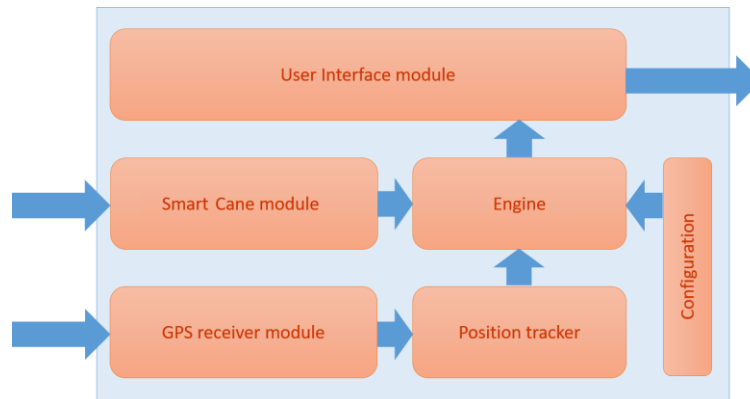 User Interface module
Smart Cane module
Engine
Configuration
GPS receiver module
Position tracker